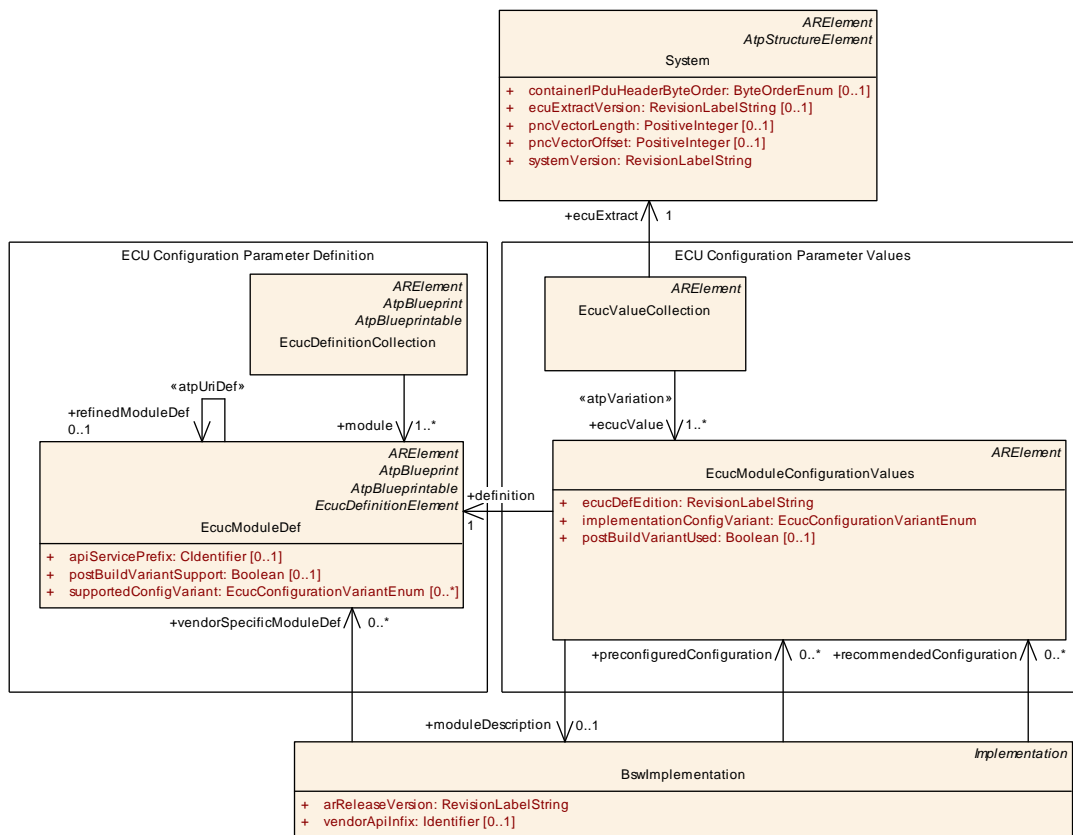 ARElement
AtpStructureElement
System
+ containerIPduHeaderByteOrder: ByteOrderEnum [0..1]
+ ecuExtractVersion: RevisionLabelString [0..1]
+ pncVectorLength: PositiveInteger [0..1]
+ pncVectorOffset: PositiveInteger [0..1]
+ systemVersion: RevisionLabelString
+ecuExtract 1
ECU Configuration Parameter Definition
ECU Configuration Parameter Values
ARElement
AtpBlueprint
AtpBlueprintable
EcucDefinitionCollection
ARElement
EcucValueCollection
«atpUriDef»
+refinedModuleDef
0..1
+module 1..*
«atpVariation»
+ecucValue 1..*
ARElement
AtpBlueprint
AtpBlueprintable
EcucDefinitionElement
EcucModuleDef
+ apiServicePrefix: CIdentifier [0..1]
+ postBuildVariantSupport: Boolean [0..1]
+ supportedConfigVariant: EcucConfigurationVariantEnum [0..*]
+definition
1
ARElement
EcucModuleConfigurationValues
+ ecucDefEdition: RevisionLabelString
+ implementationConfigVariant: EcucConfigurationVariantEnum
+ postBuildVariantUsed: Boolean [0..1]
+vendorSpecificModuleDef 0..*
+preconfiguredConfiguration 0..*
+recommendedConfiguration 0..*
+moduleDescription 0..1
Implementation
BswImplementation
+ arReleaseVersion: RevisionLabelString
+ vendorApiInfix: Identifier [0..1]